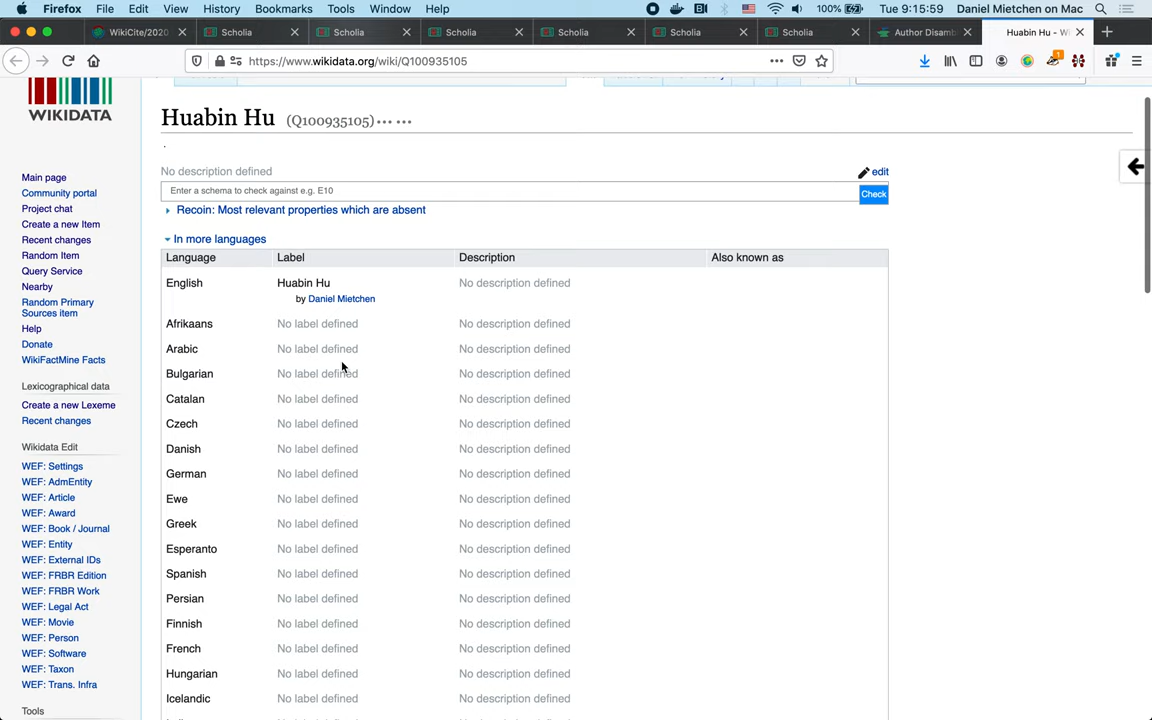 Firefox File Edit View History Bookmarks Tools Window Help 100% Tue 9:15:59 Daniel Mietchen on Mac
WikiCite/2020 Scholia Scholia Scholia Scholia Scholia Scholia Author Disamb Huabin Hu - Wi
https://www.wikidata.org/wiki/Q100935105
1
WIKIDATA
Main page
Community portal
Project chat
Create a new Item
Recent changes
Random Item
Query Service
Nearby
Random Primary
Sources item
Help
Donate
WikiFactMine Facts
Lexicographical data
Create a new Lexeme
Recent changes
Wikidata Edit
WEF: Settings
WEF: AdmEntity
WEF: Article
WEF: Award
WEF: Book / Journal
WEF: Entity
WEF: External IDs
WEF: FRBR Edition
WEF: FRBR Work
WEF: Legal Act
WEF: Movie
WEF: Person
WEF: Software
WEF: Taxon
WEF: Trans. Infra
Tools
Huabin Hu (Q100935105)
No description defined
edit
Enter a schema to check against e.g. E10
Check
Recoin: Most relevant properties which are absent
In more languages
Language Label Description Also known as
English Huabin Hu No description defined
by Daniel Mietchen
Afrikaans No label defined No description defined
Arabic No label defined No description defined
Bulgarian No label defined No description defined
Catalan No label defined No description defined
Czech No label defined No description defined
Danish No label defined No description defined
German No label defined No description defined
Ewe No label defined No description defined
Greek No label defined No description defined
Esperanto No label defined No description defined
Spanish No label defined No description defined
Persian No label defined No description defined
Finnish No label defined No description defined
French No label defined No description defined
Hungarian No label defined No description defined
Icelandic No label defined No description defined